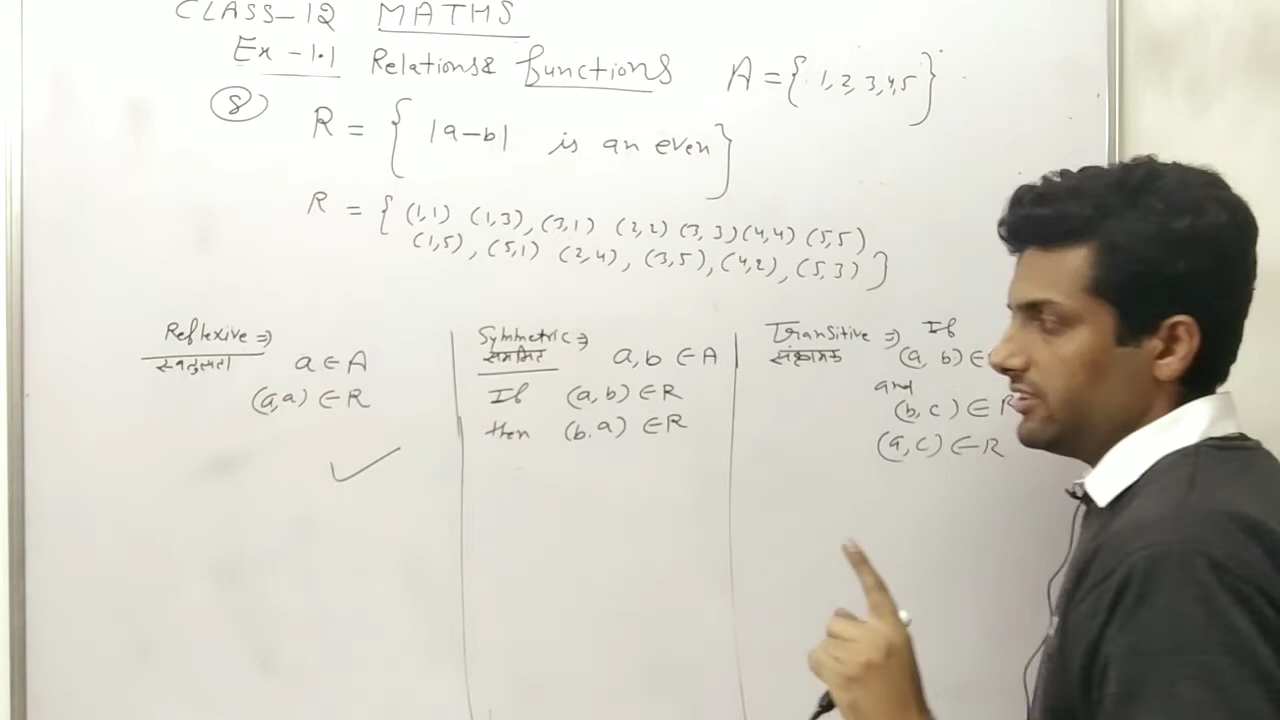 CLASS-12 MATHS
Ex-1.1 Relations& functions A={1,2,3,4,5}
8 R = { |a-b| is an even }
R = { (1,1) (1,3), (3,1) (2,2) (3,3) (4,4) (5,5)
(1,5), (5,1) (2,4), (3,5), (4,2), (5,3) }
Reflexive ⇒
स्वतुल्यता
a ∈ A
(a,a) ∈ R
✓
Symmetric ⇒
सममित
a,b ∈ A
If (a,b) ∈ R
then (b.a) ∈ R
Transitive ⇒ If
संक्रामक
(a, b) ∈
and
(b,c) ∈ R
(a,c) ∈ R